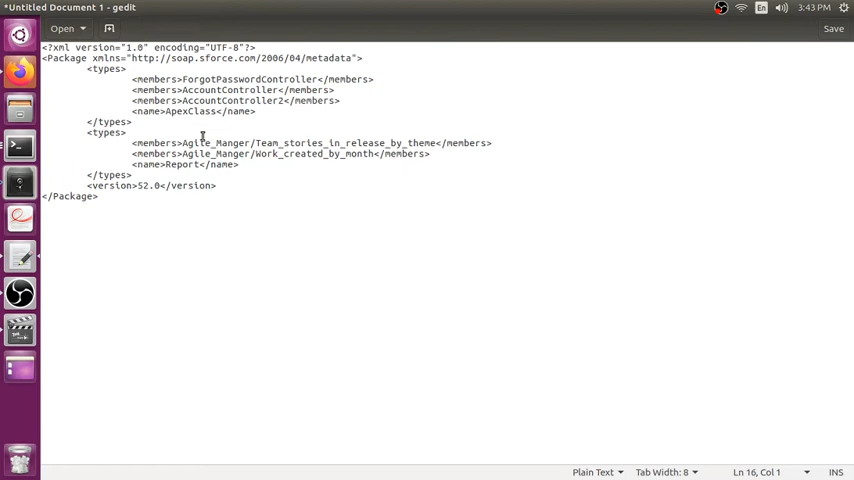 *Untitled Document 1 - gedit
En
3:43 PM
Open
Save
<?xml version="1.0" encoding="UTF-8"?>
<Package xmlns="http://soap.sforce.com/2006/04/metadata">
<types>
<members>ForgotPasswordController</members>
<members>AccountController</members>
<members>AccountController2</members>
<name>ApexClass</name>
</types>
<types>
<members>Agile_Manger/Team_stories_in_release_by_theme</members>
<members>Agile_Manger/Work_created_by_month</members>
<name>Report</name>
</types>
<version>52.0</version>
</Package>
Plain Text
Tab Width: 8
Ln 16, Col 1
INS